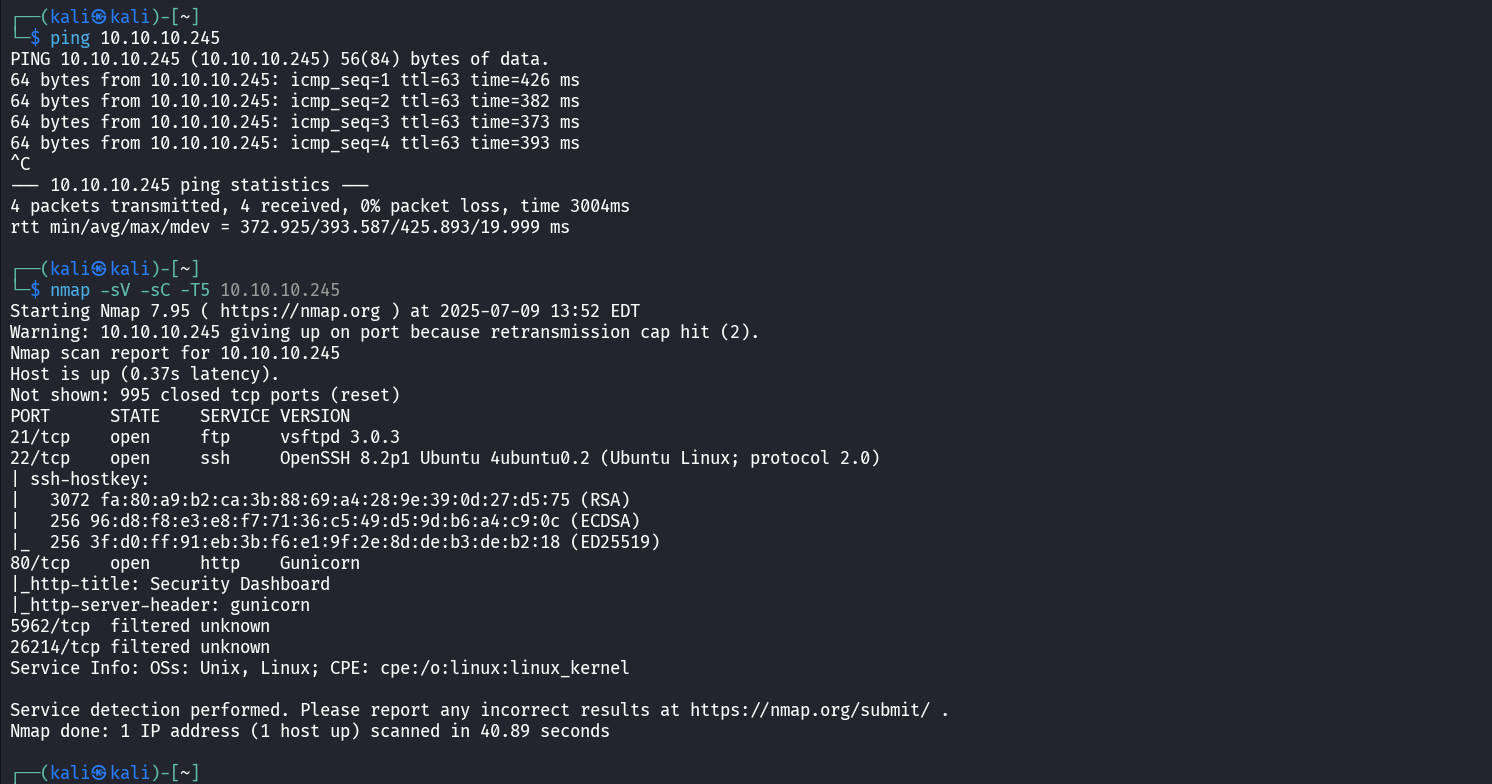 ┌──(kali㉿kali)-[~]
└─$ ping 10.10.10.245
PING 10.10.10.245 (10.10.10.245) 56(84) bytes of data.
64 bytes from 10.10.10.245: icmp_seq=1 ttl=63 time=426 ms
64 bytes from 10.10.10.245: icmp_seq=2 ttl=63 time=382 ms
64 bytes from 10.10.10.245: icmp_seq=3 ttl=63 time=373 ms
64 bytes from 10.10.10.245: icmp_seq=4 ttl=63 time=393 ms
^C
--- 10.10.10.245 ping statistics ---
4 packets transmitted, 4 received, 0% packet loss, time 3004ms
rtt min/avg/max/mdev = 372.925/393.587/425.893/19.999 ms

┌──(kali㉿kali)-[~]
└─$ nmap -sV -sC -T5 10.10.10.245
Starting Nmap 7.95 ( https://nmap.org ) at 2025-07-09 13:52 EDT
Warning: 10.10.10.245 giving up on port because retransmission cap hit (2).
Nmap scan report for 10.10.10.245
Host is up (0.37s latency).
Not shown: 995 closed tcp ports (reset)
PORT      STATE    SERVICE VERSION
21/tcp    open     ftp     vsftpd 3.0.3
22/tcp    open     ssh     OpenSSH 8.2p1 Ubuntu 4ubuntu0.2 (Ubuntu Linux; protocol 2.0)
| ssh-hostkey:
|   3072 fa:80:a9:b2:ca:3b:88:69:a4:28:9e:39:0d:27:d5:75 (RSA)
|   256 96:d8:f8:e3:e8:f7:71:36:c5:49:d5:9d:b6:a4:c9:0c (ECDSA)
|_  256 3f:d0:ff:91:eb:3b:f6:e1:9f:2e:8d:de:b3:de:b2:18 (ED25519)
80/tcp    open     http    Gunicorn
|_http-title: Security Dashboard
|_http-server-header: gunicorn
5962/tcp  filtered unknown
26214/tcp filtered unknown
Service Info: OSs: Unix, Linux; CPE: cpe:/o:linux:linux_kernel

Service detection performed. Please report any incorrect results at https://nmap.org/submit/ .
Nmap done: 1 IP address (1 host up) scanned in 40.89 seconds

┌──(kali㉿kali)-[~]